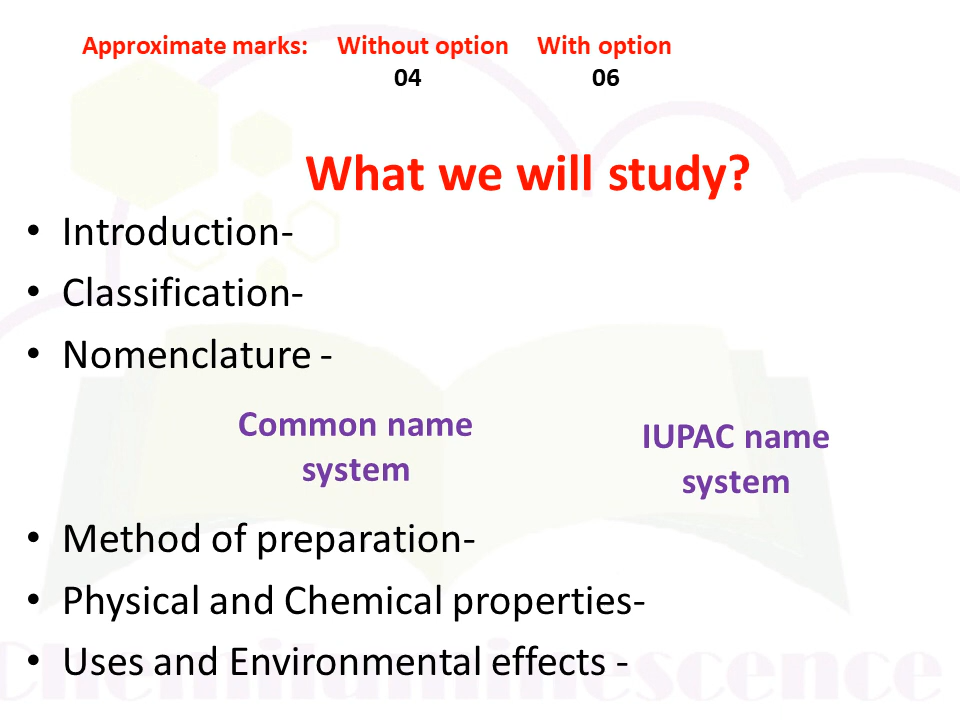 Approximate marks: Without option With option
04 06
What we will study?
• Introduction-
• Classification-
• Nomenclature -
Common name system
IUPAC name system
• Method of preparation-
• Physical and Chemical properties-
• Uses and Environmental effects -